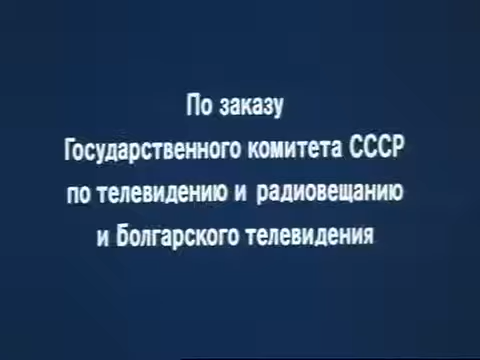 По заказу
Государственного комитета СССР
по телевидению и радиовещанию
и Болгарского телевидения